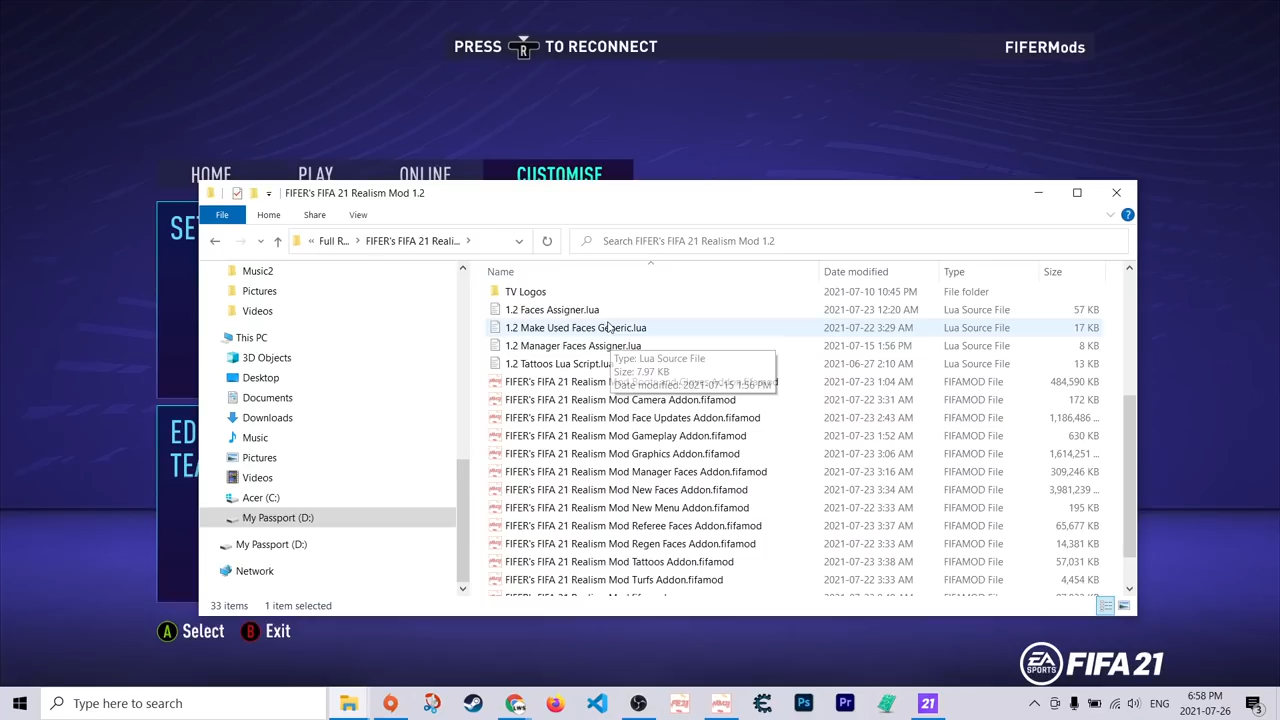 PRESS R TO RECONNECT
FIFERMods
HOME
PLAY
ONLINE
CUSTOMISE
FIFER's FIFA 21 Realism Mod 1.2
File
Home
Share
View
« Full R... > FIFER's FIFA 21 Reali... >
Search FIFER's FIFA 21 Realism Mod 1.2
Music2
Pictures
Videos
This PC
3D Objects
Desktop
Documents
Downloads
Music
Pictures
Videos
Acer (C:)
My Passport (D:)
My Passport (D:)
Network
Name Date modified Type Size
TV Logos 2021-07-10 10:45 PM File folder
1.2 Faces Assigner.lua 2021-07-23 12:20 AM Lua Source File 57 KB
1.2 Make Used Faces Generic.lua 2021-07-22 3:29 AM Lua Source File 17 KB
1.2 Manager Faces Assigner.lua 2021-07-15 1:56 PM Lua Source File 8 KB
1.2 Tattoos Lua Script.lua 2021-06-27 2:10 AM Lua Source File 13 KB
Type: Lua Source File
Size: 7.97 KB
Date modified: 2021-07-15 1:56 PM
FIFER's FIFA 21 Realism 2021-07-23 1:04 AM FIFAMOD File 484,590 KB
FIFER's FIFA 21 Realism Mod Camera Addon.fifamod 2021-07-22 3:31 AM FIFAMOD File 172 KB
FIFER's FIFA 21 Realism Mod Face Updates Addon.fifamod 2021-07-23 2:43 AM FIFAMOD File 1,186,486 ...
FIFER's FIFA 21 Realism Mod Gameplay Addon.fifamod 2021-07-23 1:52 AM FIFAMOD File 630 KB
FIFER's FIFA 21 Realism Mod Graphics Addon.fifamod 2021-07-23 3:06 AM FIFAMOD File 1,614,251 ...
FIFER's FIFA 21 Realism Mod Manager Faces Addon.fifamod 2021-07-23 3:16 AM FIFAMOD File 309,246 KB
FIFER's FIFA 21 Realism Mod New Faces Addon.fifamod 2021-07-23 3:34 AM FIFAMOD File 3,981,239 ...
FIFER's FIFA 21 Realism Mod New Menu Addon.fifamod 2021-07-22 3:33 AM FIFAMOD File 195 KB
FIFER's FIFA 21 Realism Mod Referee Faces Addon.fifamod 2021-07-23 3:37 AM FIFAMOD File 65,677 KB
FIFER's FIFA 21 Realism Mod Regen Faces Addon.fifamod 2021-07-22 3:33 AM FIFAMOD File 14,381 KB
FIFER's FIFA 21 Realism Mod Tattoos Addon.fifamod 2021-07-23 3:38 AM FIFAMOD File 57,031 KB
FIFER's FIFA 21 Realism Mod Turfs Addon.fifamod 2021-07-22 3:33 AM FIFAMOD File 4,454 KB
33 items 1 item selected
SE
ED
TE
A Select B Exit
EA SPORTS FIFA 21
Type here to search
21
ENG
6:58 PM
2021-07-26
3